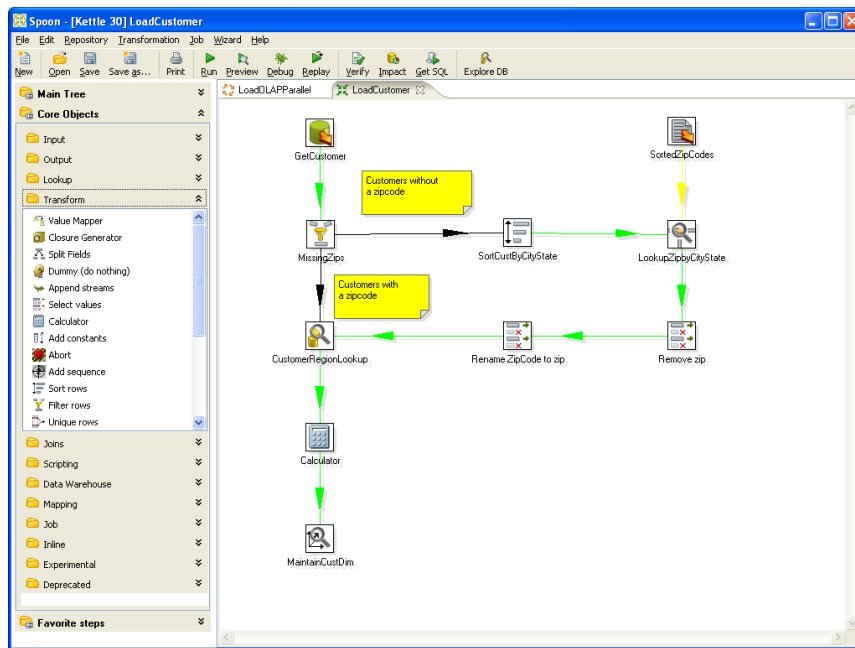 Spoon - [Kettle 30] LoadCustomer
File Edit Repository Transformation Job Wizard Help
New Open Save Save as... Print Run Preview Debug Replay Verify Impact Get SQL Explore DB
Main Tree
Core Objects
Input
Output
Lookup
Transform
Value Mapper
Closure Generator
Split Fields
Dummy (do nothing)
Append streams
Select values
Calculator
Add constants
Abort
Add sequence
Sort rows
Filter rows
Unique rows
Joins
Scripting
Data Warehouse
Mapping
Job
Inline
Experimental
Deprecated
Favorite steps
LoadOLAPParallel LoadCustomer
GetCustomer
SortedZipCodes
Customers without
a zipcode
MissingZips
SortCustByCityState
LookupZipbyCityState
Customers with
a zipcode
CustomerRegionLookup
Rename ZipCode to zip
Remove zip
Calculator
MaintainCustDim